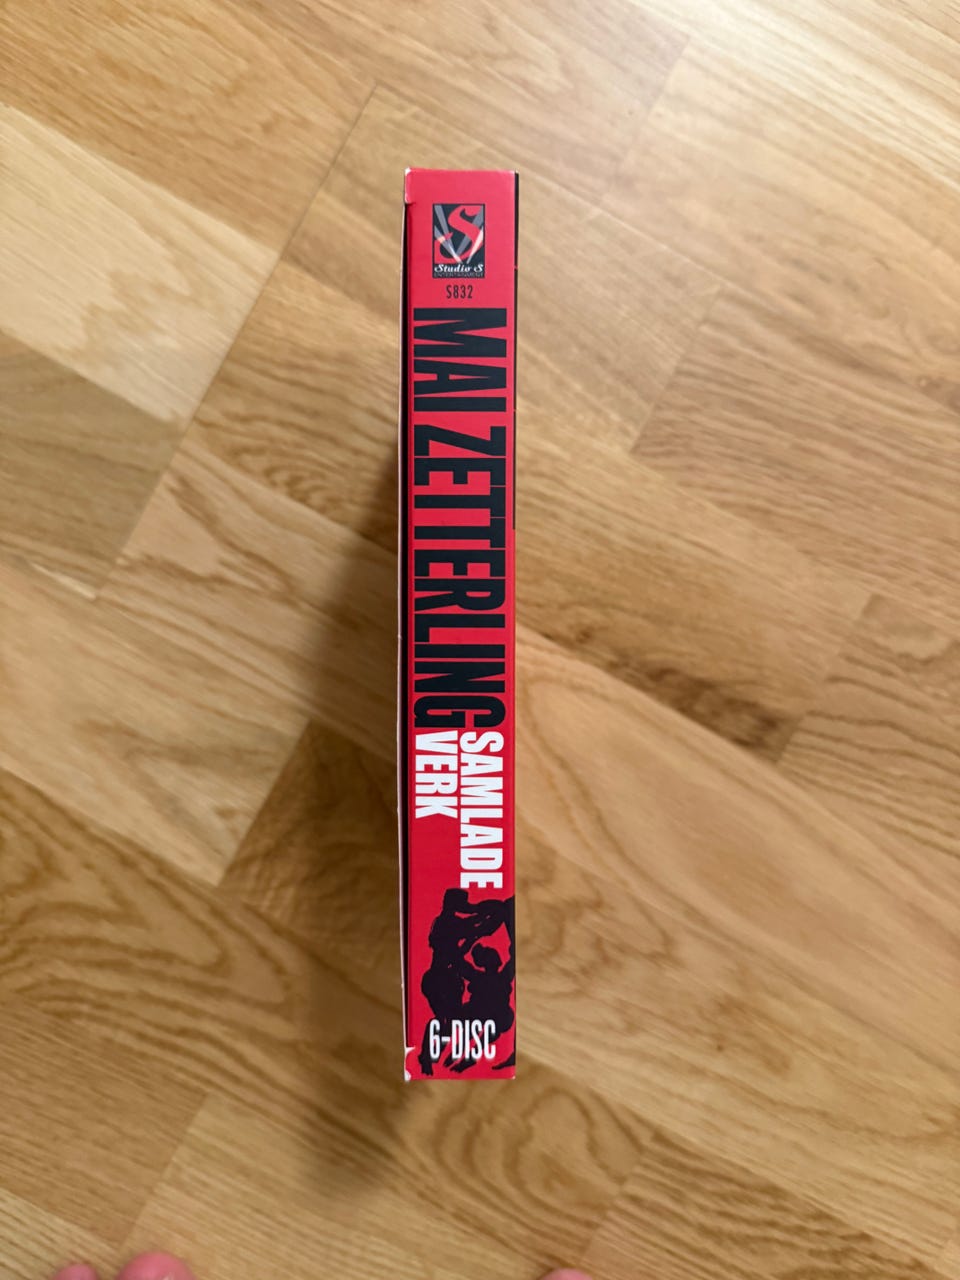 S
Studio S
ENTERTAINMENT
S832
MAI ZETTERLING
SAMLADE
VERK
6-DISC